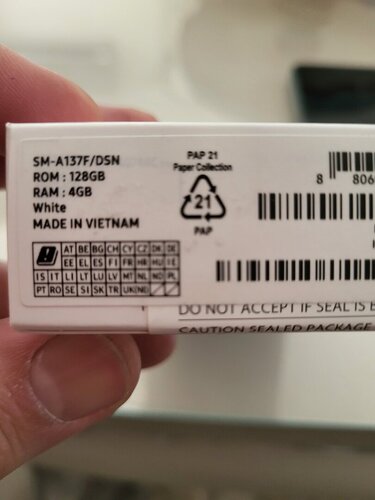 SM-A137F/DSN
ROM : 128GB
RAM : 4GB
White
MADE IN VIETNAM
AT BE BG CH CY CZ DK DE
EE EL ES FI FR HR HU IE
IS IT LI LT LU LV MT NL NO PL
PT RO SE SI SK TR UK(NI)
PAP 21
Paper Collection
21
PAP
8 806
DO NOT ACCEPT IF SEAL IS
CAUTION SEALED PACKAGE